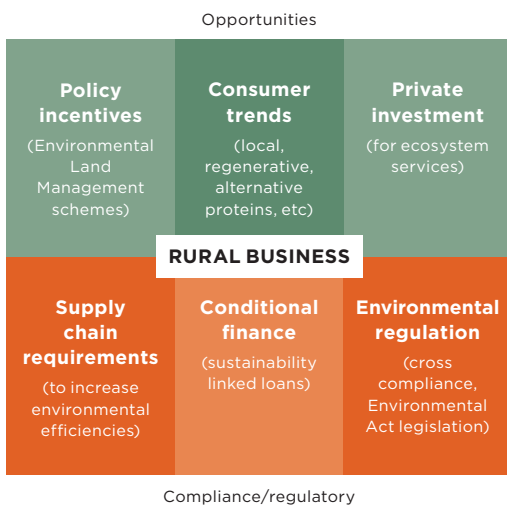 Opportunities
Policy
incentives
(Environmental
Land
Management
schemes)
Consumer
trends
(local,
regenerative,
alternative
proteins, etc)
Private
investment
(for ecosystem
services)
RURAL BUSINESS
Supply
chain
requirements
(to increase
environmental
efficiencies)
Conditional
finance
(sustainability
linked loans)
Environmental
regulation
(cross
compliance,
Environmental
Act legislation)
Compliance/regulatory